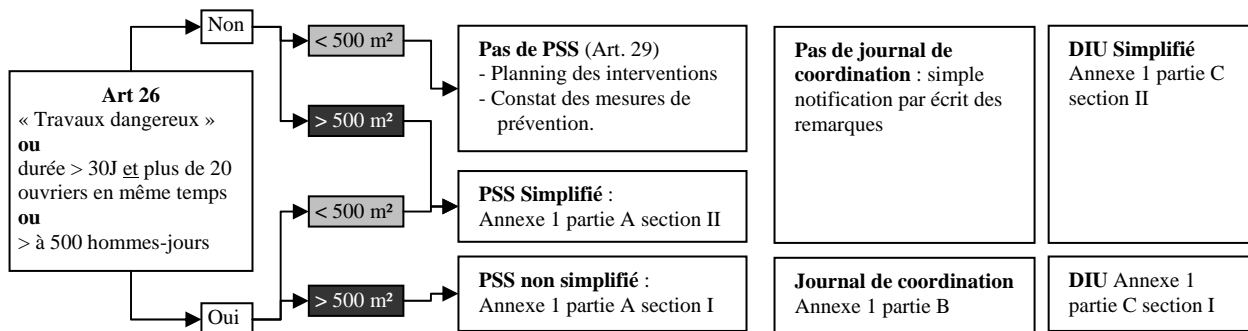 Non
< 500 m²
> 500 m²
Art 26
« Travaux dangereux »
ou
durée > 30J et plus de 20
ouvriers en même temps
ou
> à 500 hommes-jours
< 500 m²
> 500 m²
Oui
Pas de PSS (Art. 29)
- Planning des interventions
- Constat des mesures de
prévention.
PSS Simplifié :
Annexe 1 partie A section II
PSS non simplifié :
Annexe 1 partie A section I
Pas de journal de
coordination : simple
notification par écrit des
remarques
Journal de coordination
Annexe 1 partie B
DIU Simplifié
Annexe 1 partie C
section II
DIU Annexe 1
partie C section I